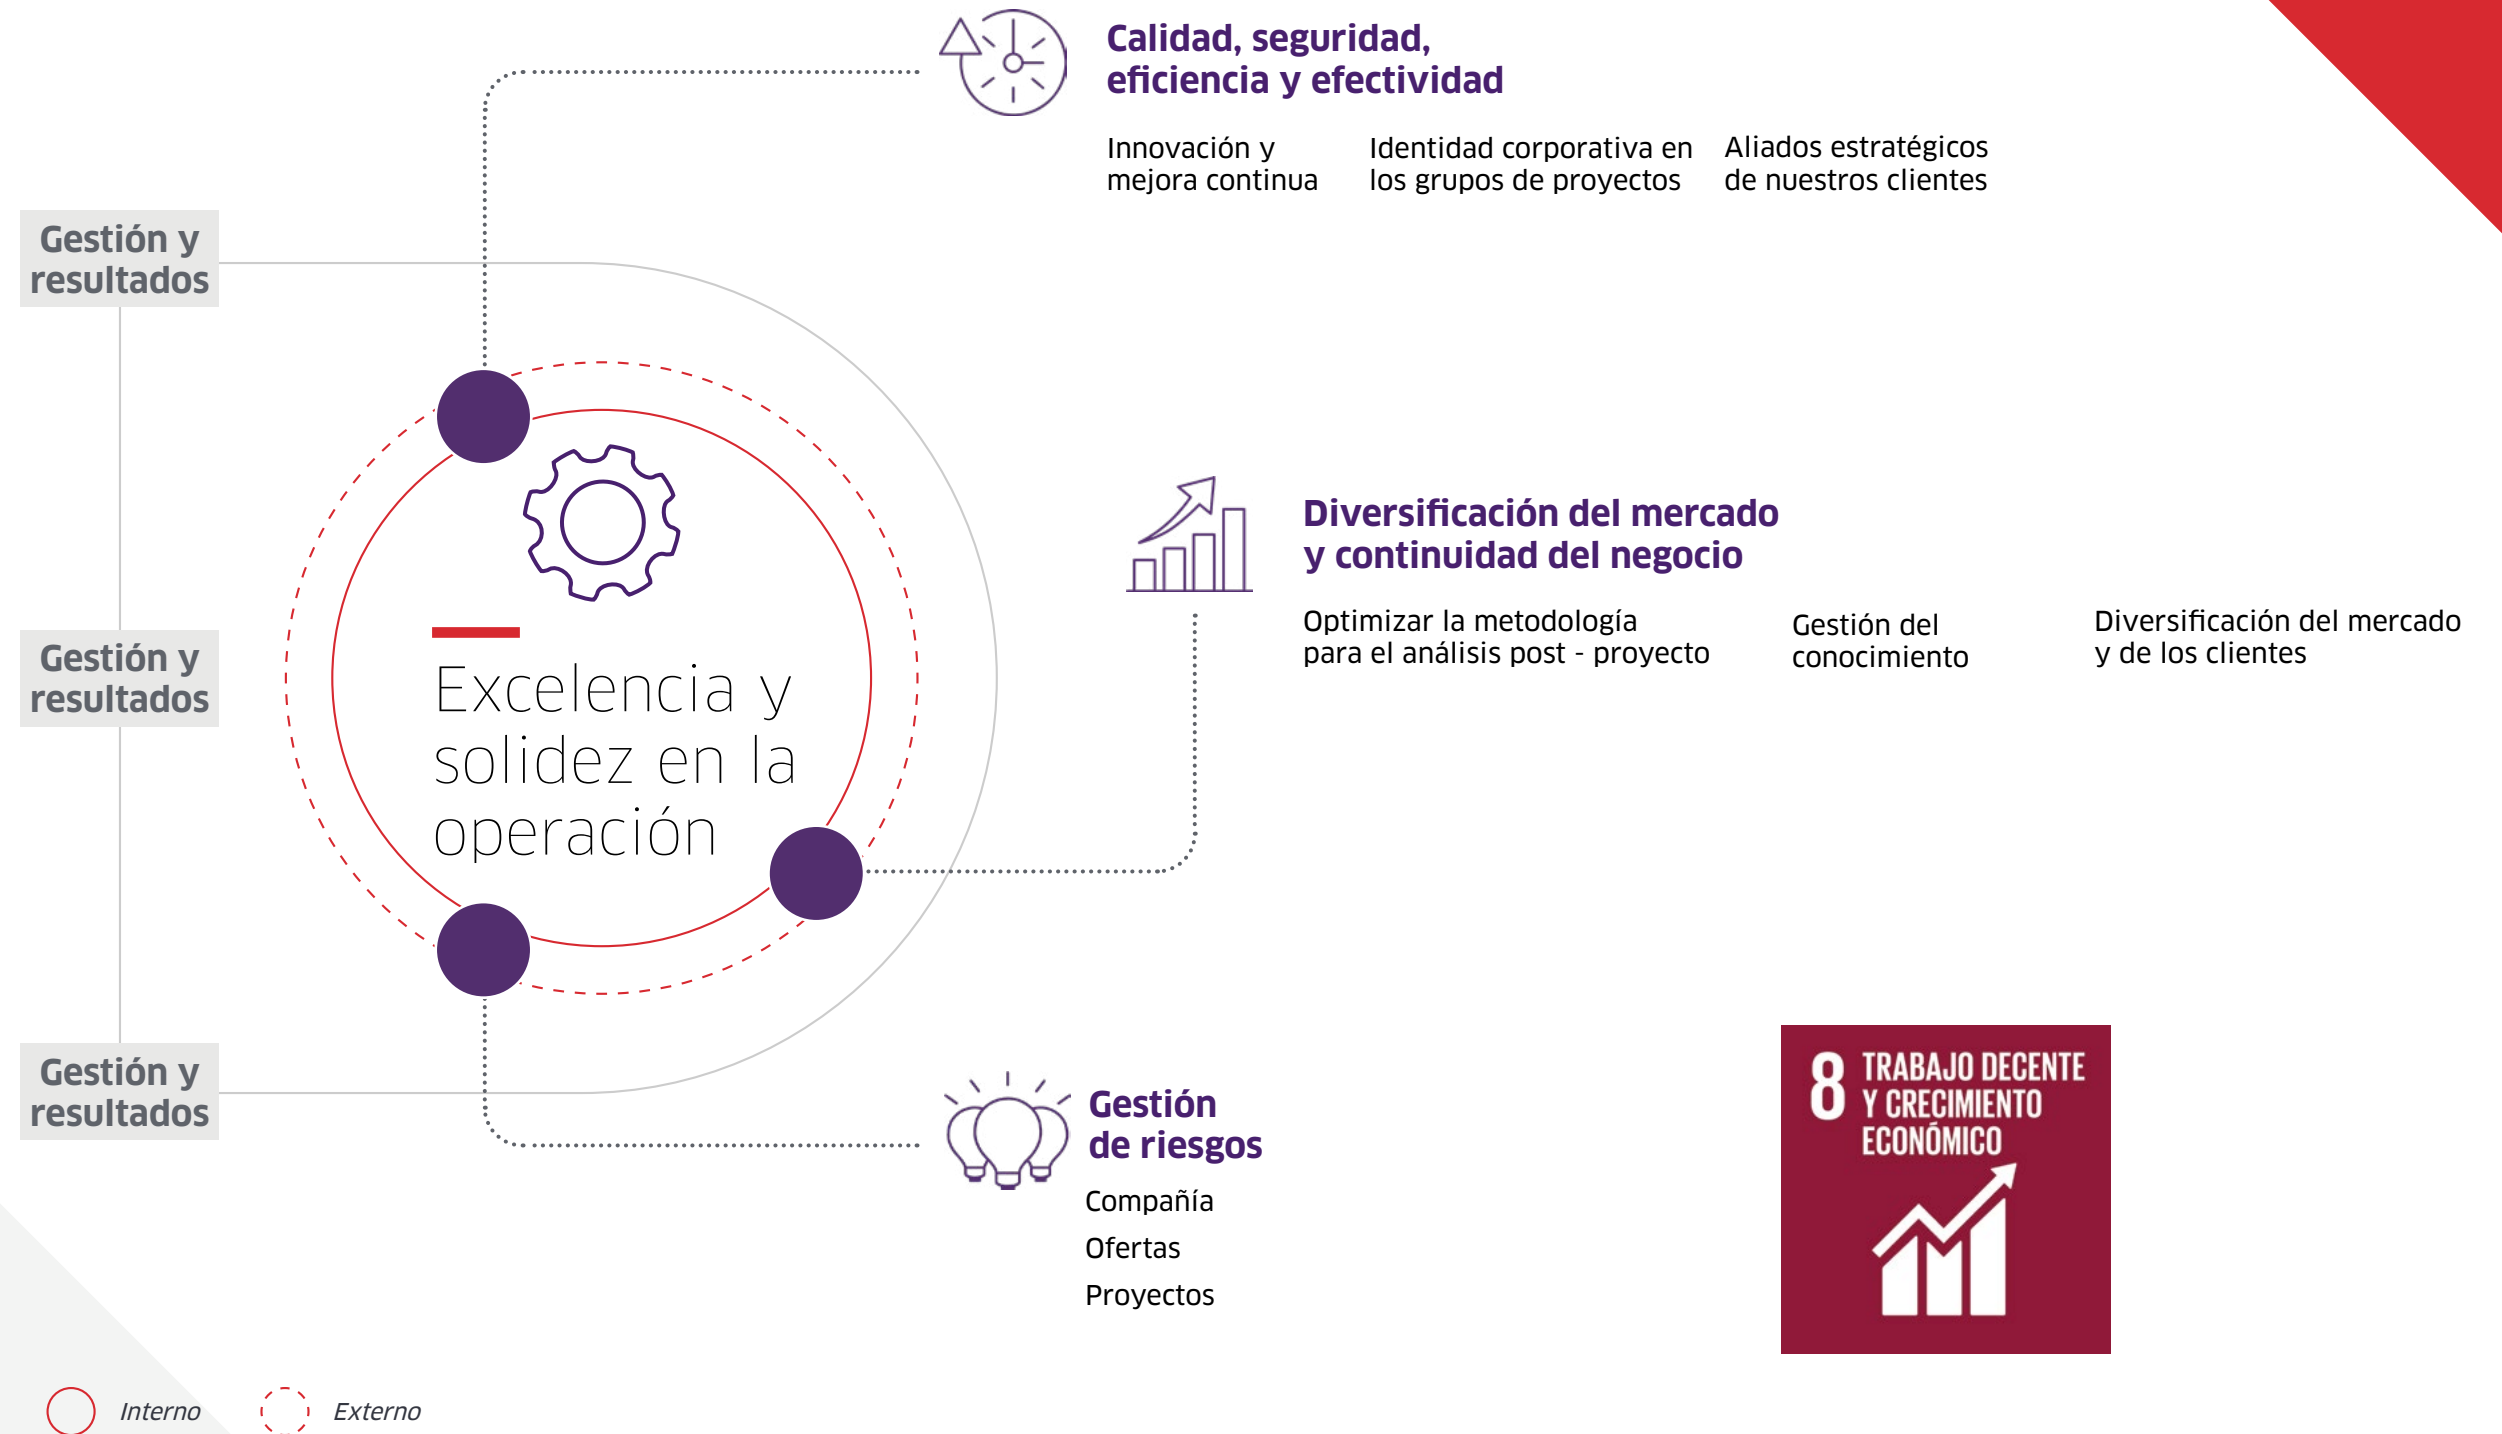 Calidad, seguridad,
eficiencia y efectividad
Innovación y
mejora continua
Identidad corporativa en
los grupos de proyectos
Aliados estratégicos
de nuestros clientes
Gestión y
resultados
Diversificación del mercado
y continuidad del negocio
Optimizar la metodología
para el análisis post - proyecto
Gestión del
conocimiento
Diversificación del mercado
y de los clientes
Gestión y
resultados
Excelencia y
solidez en la
operación
Gestión y
resultados
Gestión
de riesgos
Compañía
Ofertas
Proyectos
8 TRABAJO DECENTE
Y CRECIMIENTO
ECONÓMICO
Interno
Externo